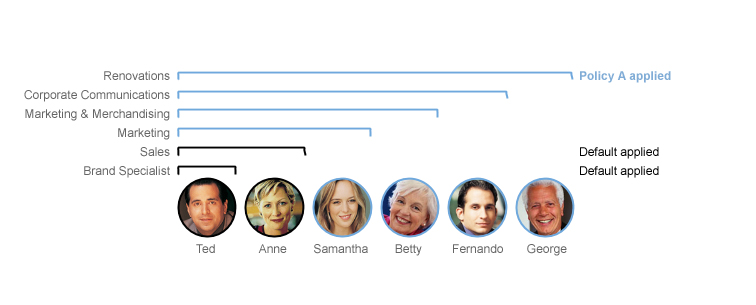 Renovations Policy A applied
Corporate Communications
Marketing & Merchandising
Marketing
Sales Default applied
Brand Specialist Default applied
Ted Anne Samantha Betty Fernando George